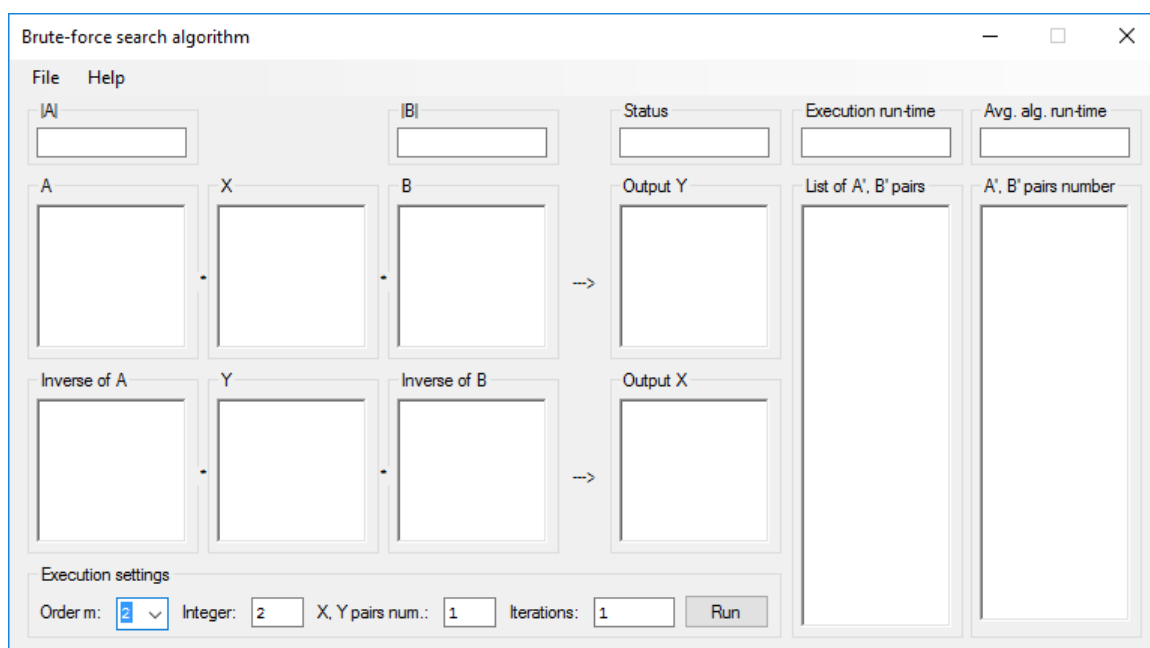 Brute-force search algorithm
File Help
|A| |B| Status Execution run-time Avg. alg. run-time
A X B Output Y List of A', B' pairs A', B' pairs number
* * --->
Inverse of A Y Inverse of B Output X
* * --->
Execution settings
Order m: 2 Integer: 2 X, Y pairs num.: 1 Iterations: 1 Run